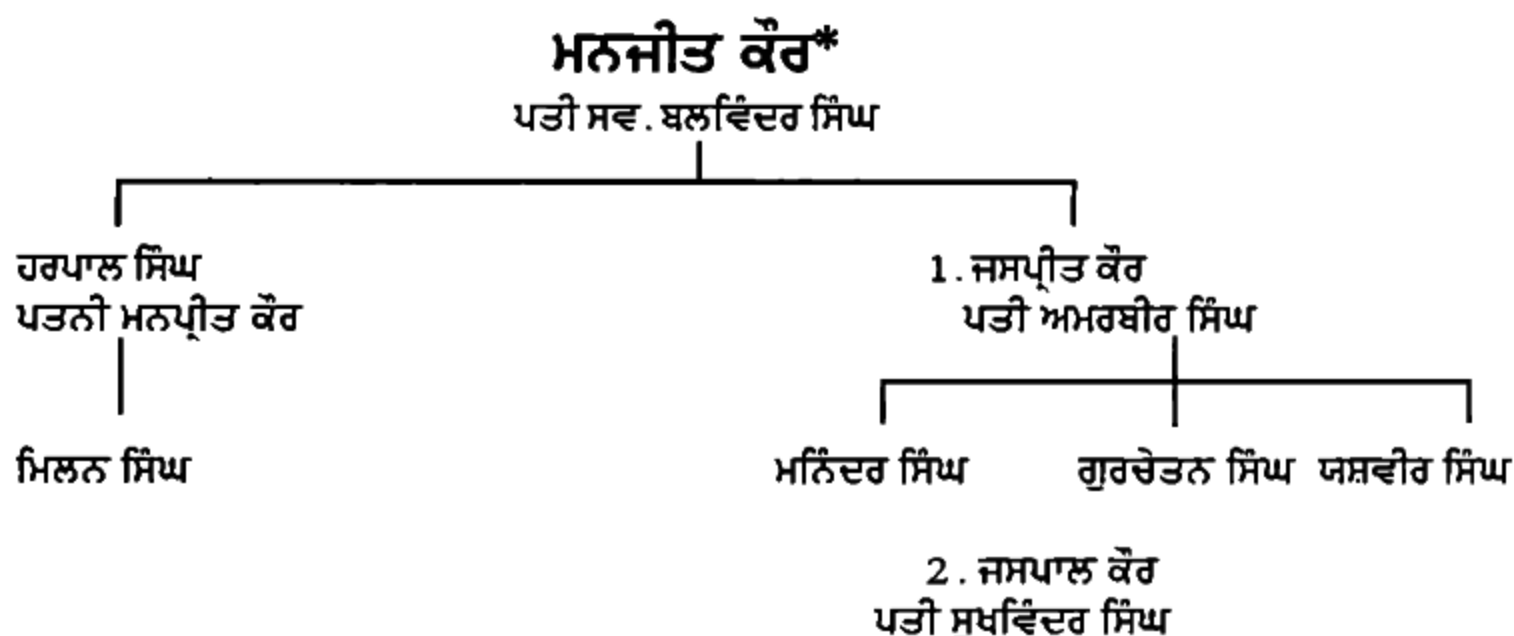 ਮਨਜੀਤ ਕੌਰ*
ਪਤੀ ਸਵ. ਬਲਵਿੰਦਰ ਸਿੰਘ
ਹਰਪਾਲ ਸਿੰਘ
ਪਤਨੀ ਮਨਪ੍ਰੀਤ ਕੌਰ
1. ਜਸਪ੍ਰੀਤ ਕੌਰ
ਪਤੀ ਅਮਰਬੀਰ ਸਿੰਘ
ਮਿਲਨ ਸਿੰਘ
ਮਨਿੰਦਰ ਸਿੰਘ
ਗੁਰਚੇਤਨ ਸਿੰਘ
ਯਸ਼ਵੀਰ ਸਿੰਘ
2. ਜਸਪਾਲ ਕੌਰ
ਪਤੀ ਸੁਖਵਿੰਦਰ ਸਿੰਘ